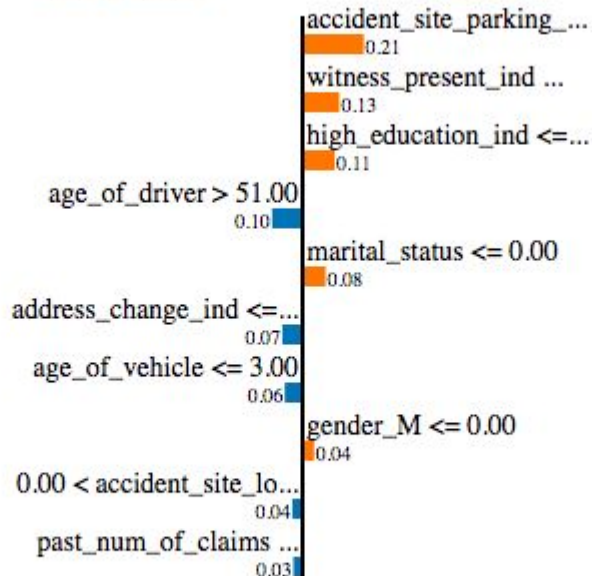 accident_site_parking_...
0.21
witness_present_ind ...
0.13
high_education_ind <=...
0.11
age_of_driver > 51.00
0.10
marital_status <= 0.00
0.08
address_change_ind <=...
0.07
age_of_vehicle <= 3.00
0.06
gender_M <= 0.00
0.04
0.00 < accident_site_lo...
0.04
past_num_of_claims ...
0.03